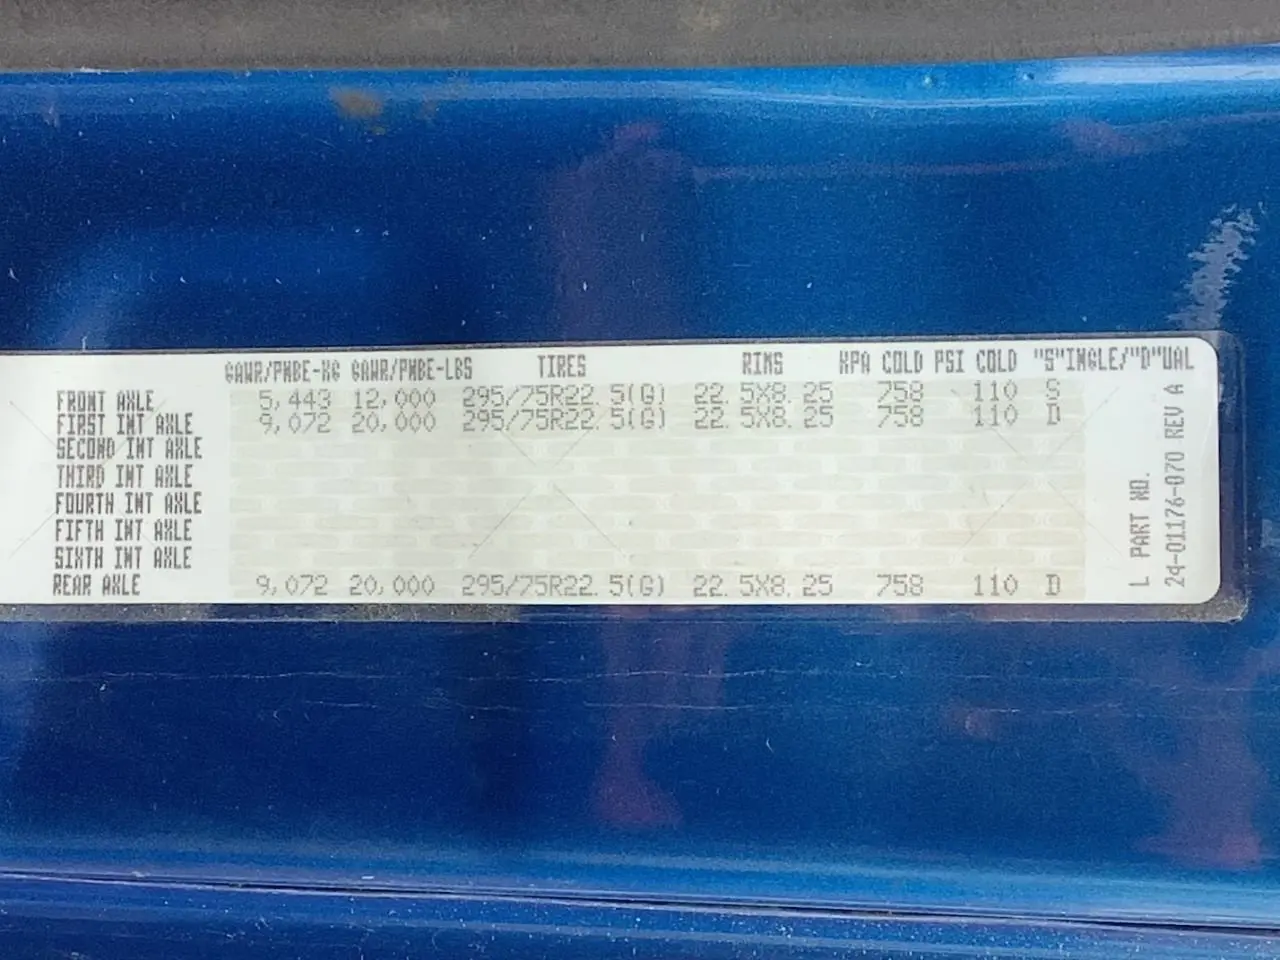 GAWR/PNBE-KG GAWR/PNBE-LBS TIRES RIMS KPA COLD PSI COLD "S"INGLE/"D"UAL
FRONT AXLE 5,443 12,000 295/75R22.5(G) 22.5X8.25 758 110 S
FIRST INT AXLE 9,072 20,000 295/75R22.5(G) 22.5X8.25 758 110 D
SECOND INT AXLE
THIRD INT AXLE
FOURTH INT AXLE
FIFTH INT AXLE
SIXTH INT AXLE
REAR AXLE 9,072 20,000 295/75R22.5(G) 22.5X8.25 758 110 D
L PART NO.
24-01176-070 REV A